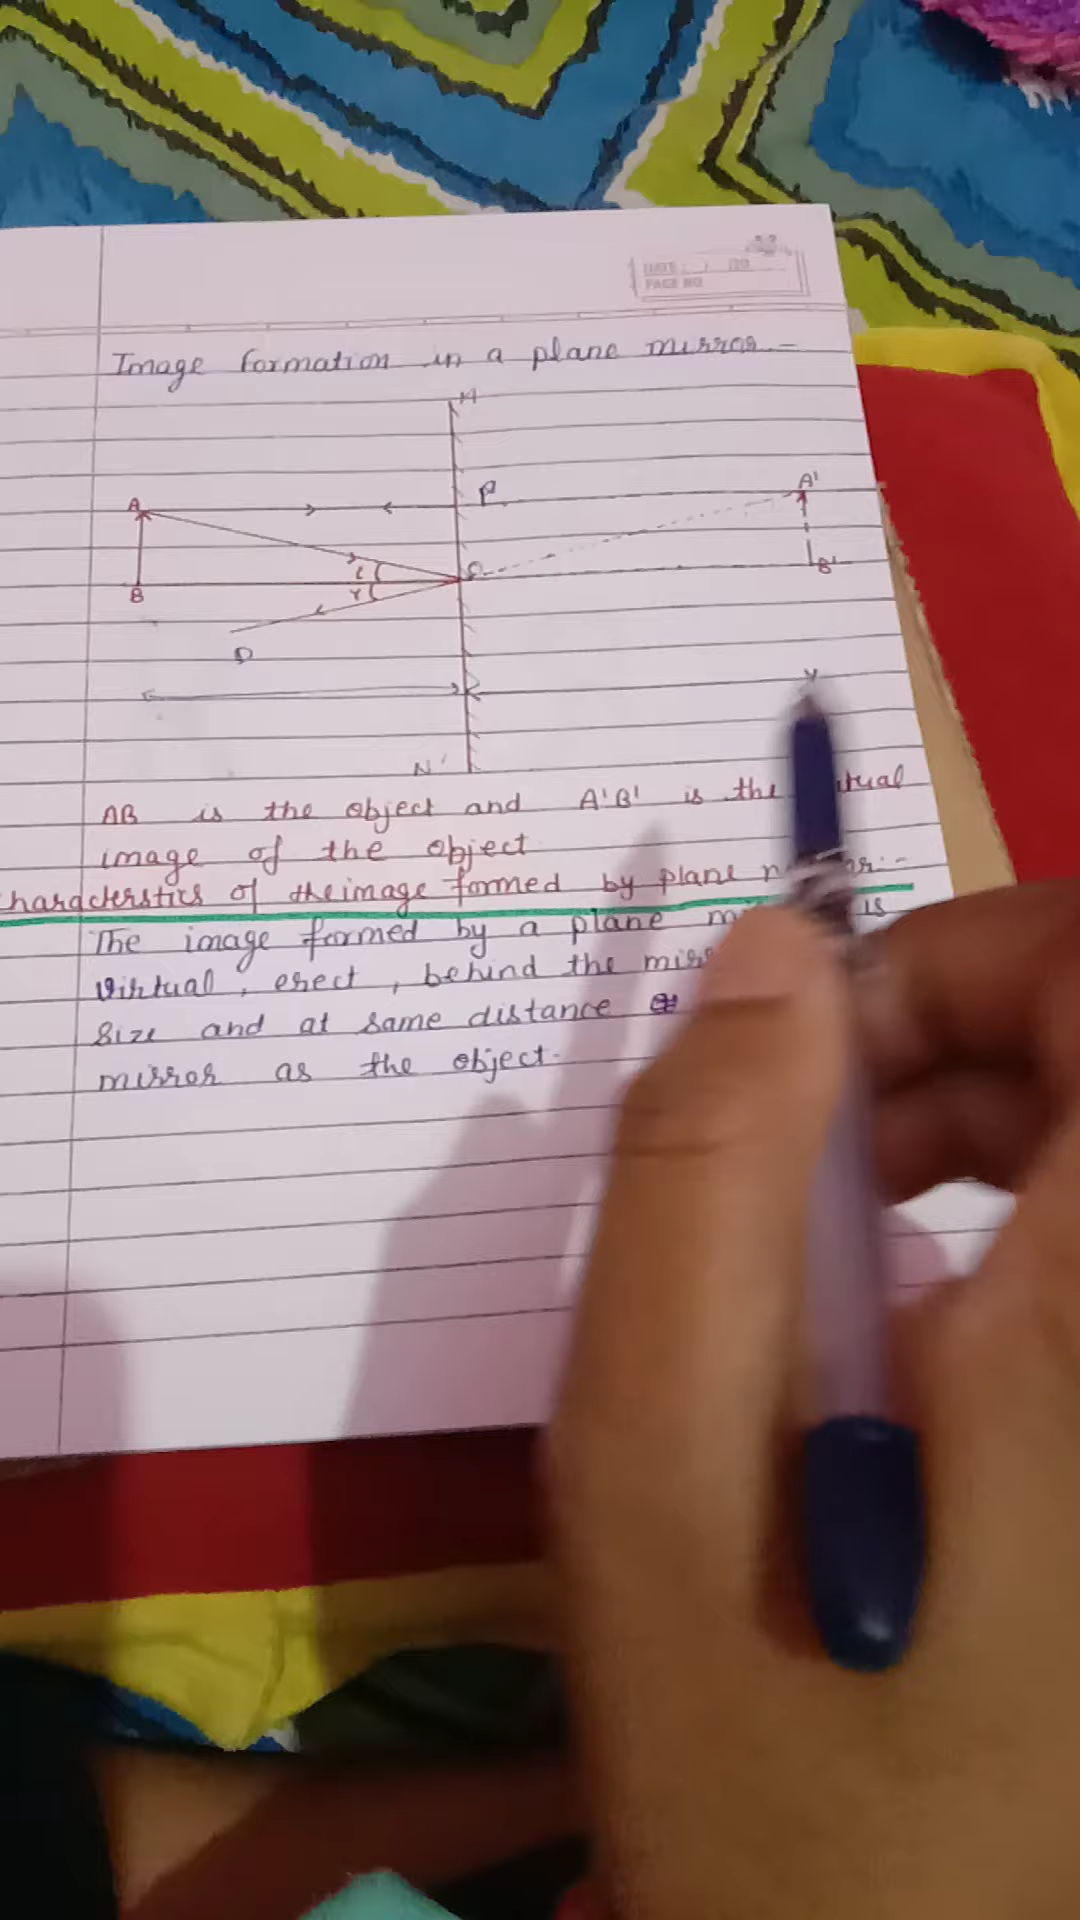 DATE : / /20
PAGE NO
Image formation in a plane mirror -
M
A P A'
i O B'
B r
D
N'
AB is the object and A'B' is the
image of the object
characterstics of the image formed by plane
The image formed by a plane is
virtual, erect, behind the
size and at same distance
mirror as the object.